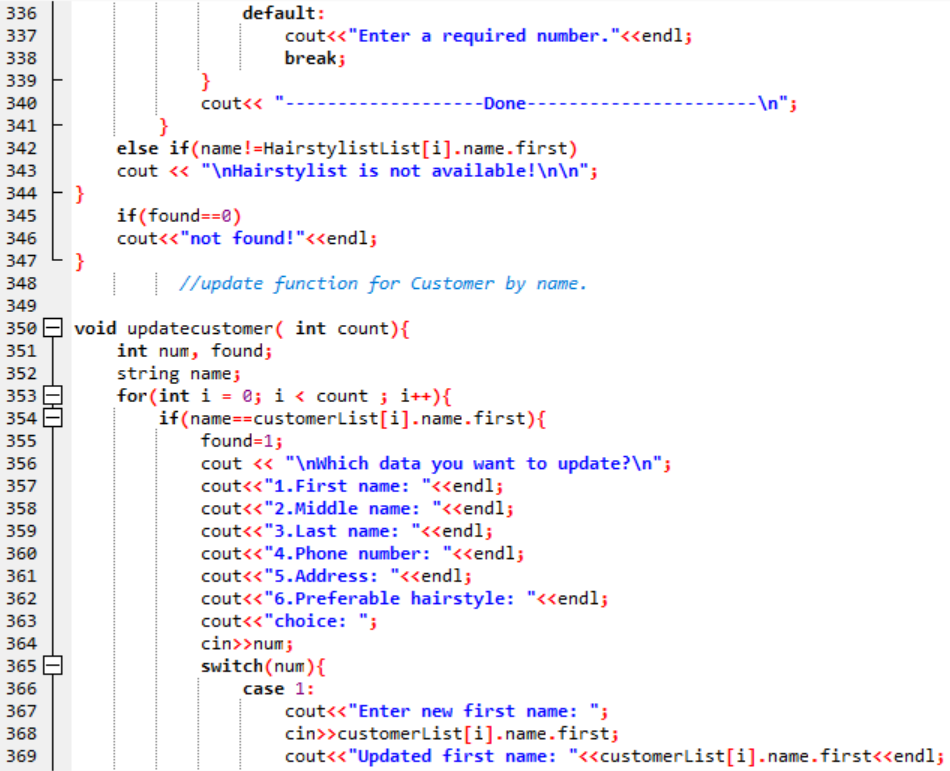 336                 default:
337                     cout<<"Enter a required number."<<endl;
338                     break;
339             }
340             cout<< "-------------------Done----------------------\n";
341         }
342     else if(name!=HairstylistList[i].name.first)
343     cout << "\nHairstylist is not available!\n\n";
344 }
345     if(found==0)
346     cout<<"not found!"<<endl;
347 }
348           //update function for Customer by name.
349
350 void updatecustomer( int count){
351     int num, found;
352     string name;
353     for(int i = 0; i < count ; i++){
354         if(name==customerList[i].name.first){
355             found=1;
356             cout << "\nWhich data you want to update?\n";
357             cout<<"1.First name: "<<endl;
358             cout<<"2.Middle name: "<<endl;
359             cout<<"3.Last name: "<<endl;
360             cout<<"4.Phone number: "<<endl;
361             cout<<"5.Address: "<<endl;
362             cout<<"6.Preferable hairstyle: "<<endl;
363             cout<<"choice: ";
364             cin>>num;
365             switch(num){
366                 case 1:
367                     cout<<"Enter new first name: ";
368                     cin>>customerList[i].name.first;
369                     cout<<"Updated first name: "<<customerList[i].name.first<<endl;